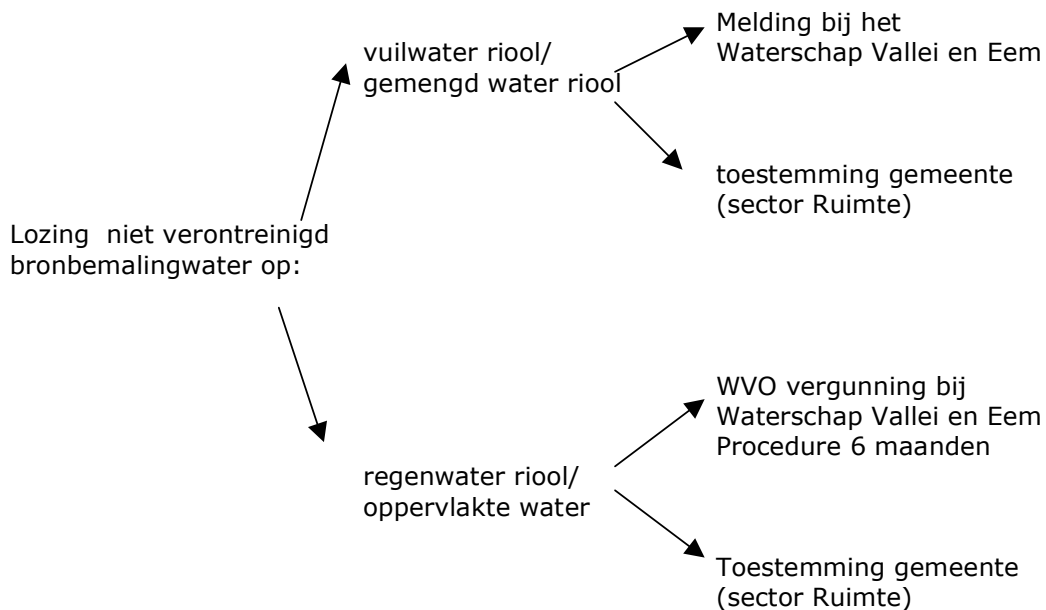 Melding bij het
Waterschap Vallei en Eem
vuilwater riool/
gemengd water riool
toestemming gemeente
(sector Ruimte)
Lozing niet verontreinigd
bronbemalingwater op:
WVO vergunning bij
Waterschap Vallei en Eem
Procedure 6 maanden
regenwater riool/
oppervlakte water
Toestemming gemeente
(sector Ruimte)